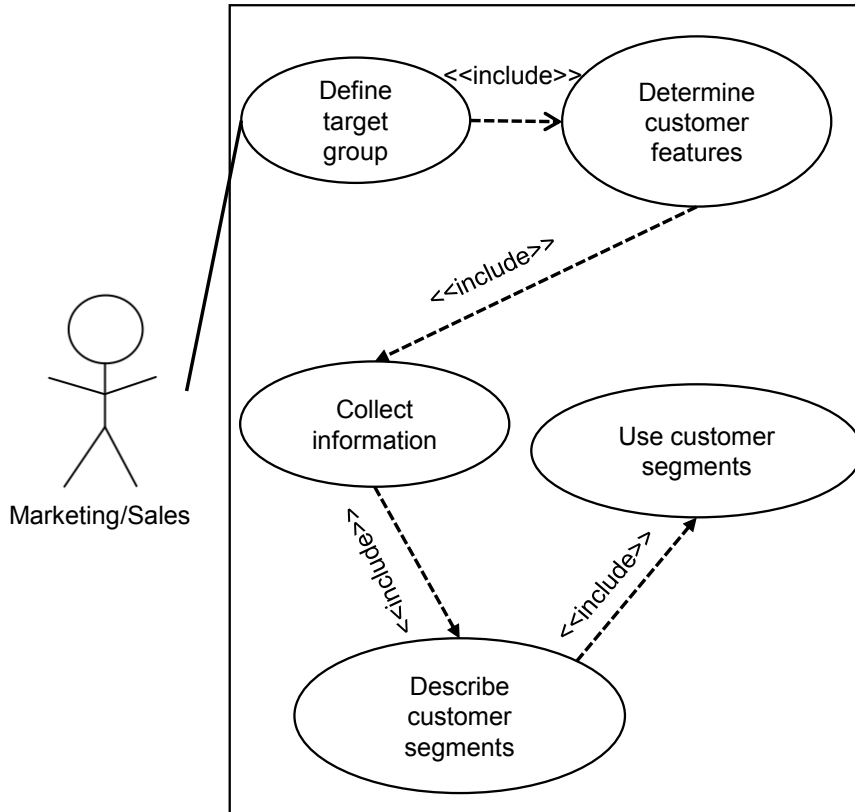 <<include>>
Define
target
group
Determine
customer
features
<<include>>
Collect
information
Use customer
segments
Marketing/Sales
<<include>>
<<include>>
Describe
customer
segments